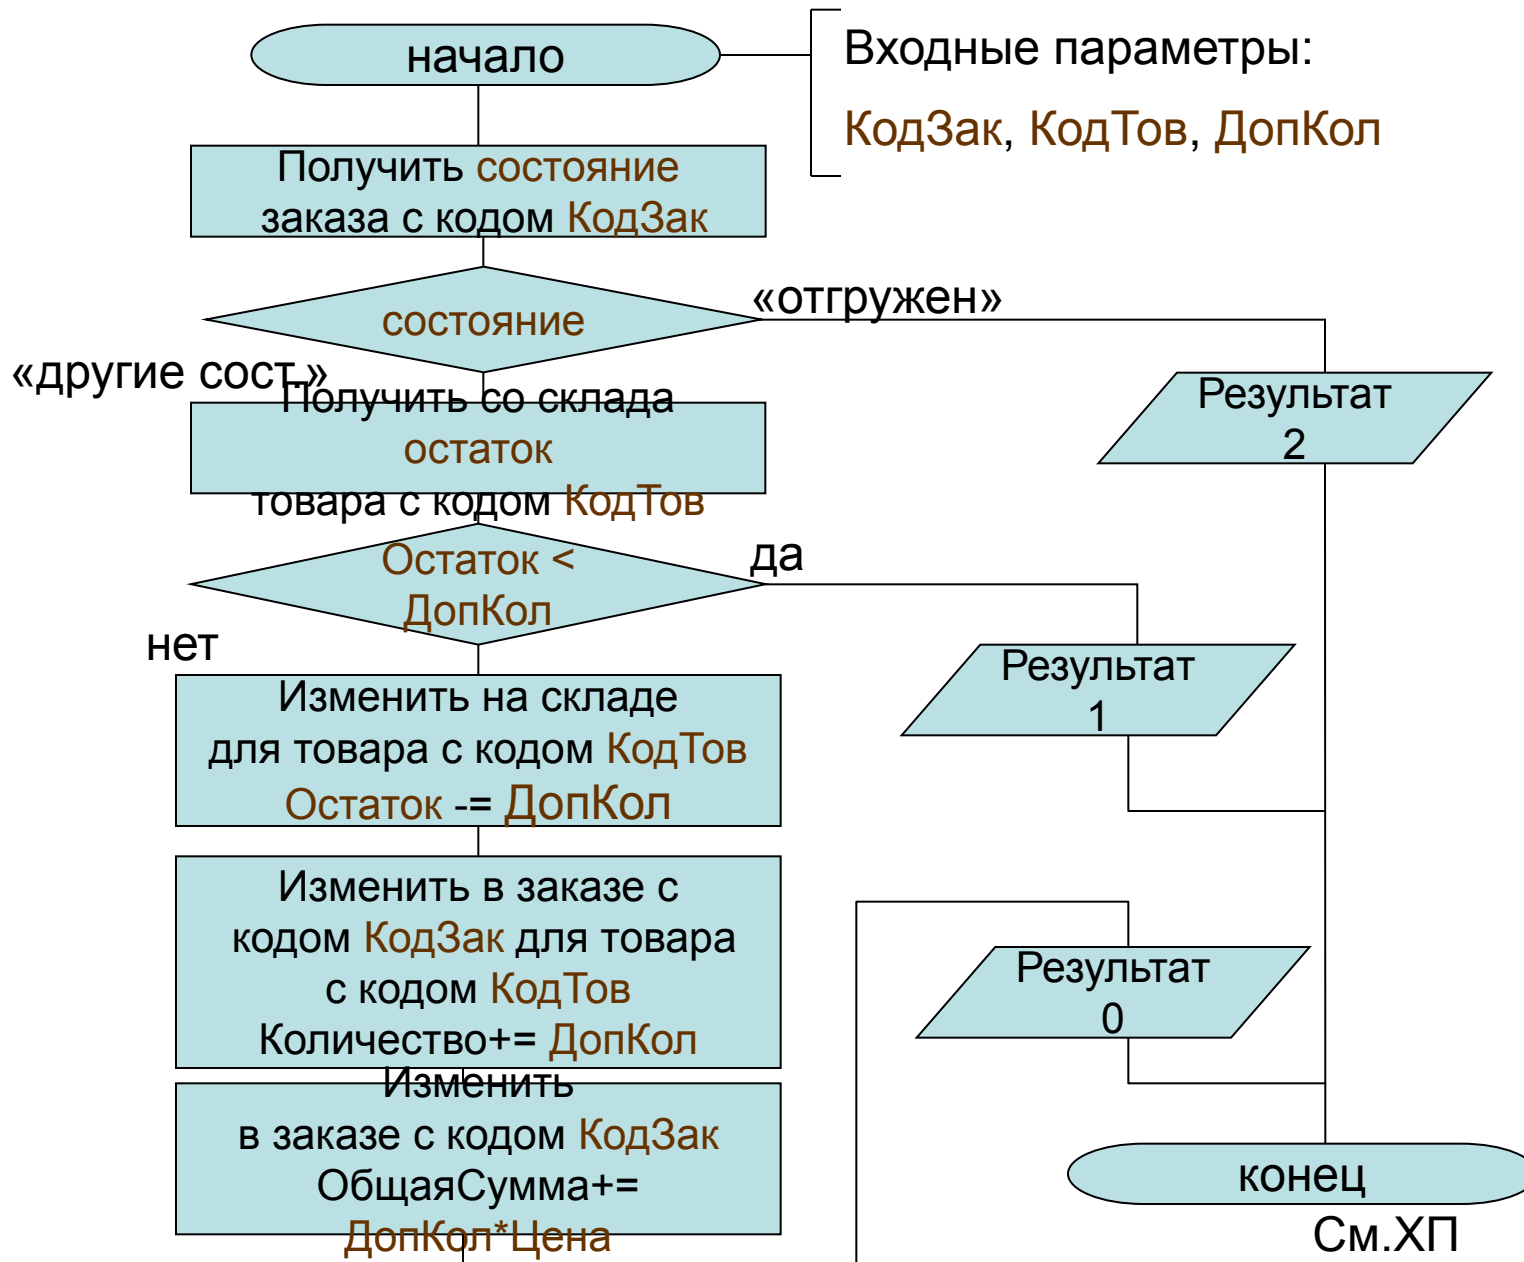 начало
Входные параметры:
КодЗак, КодТов, ДопКол
Получить состояние
заказа с кодом КодЗак
состояние
«отгружен»
«другие сост.»
Результат
2
Получить со склада
остаток
товара с кодом КодТов
Остаток <
ДопКол
да
нет
Результат
1
Изменить на складе
для товара с кодом КодТов
Остаток -= ДопКол
Изменить в заказе с
кодом КодЗак для товара
с кодом КодТов
Количество+= ДопКол
Результат
0
Изменить
в заказе с кодом КодЗак
ОбщаяСумма+=
ДопКол*Цена
конец
См.ХП